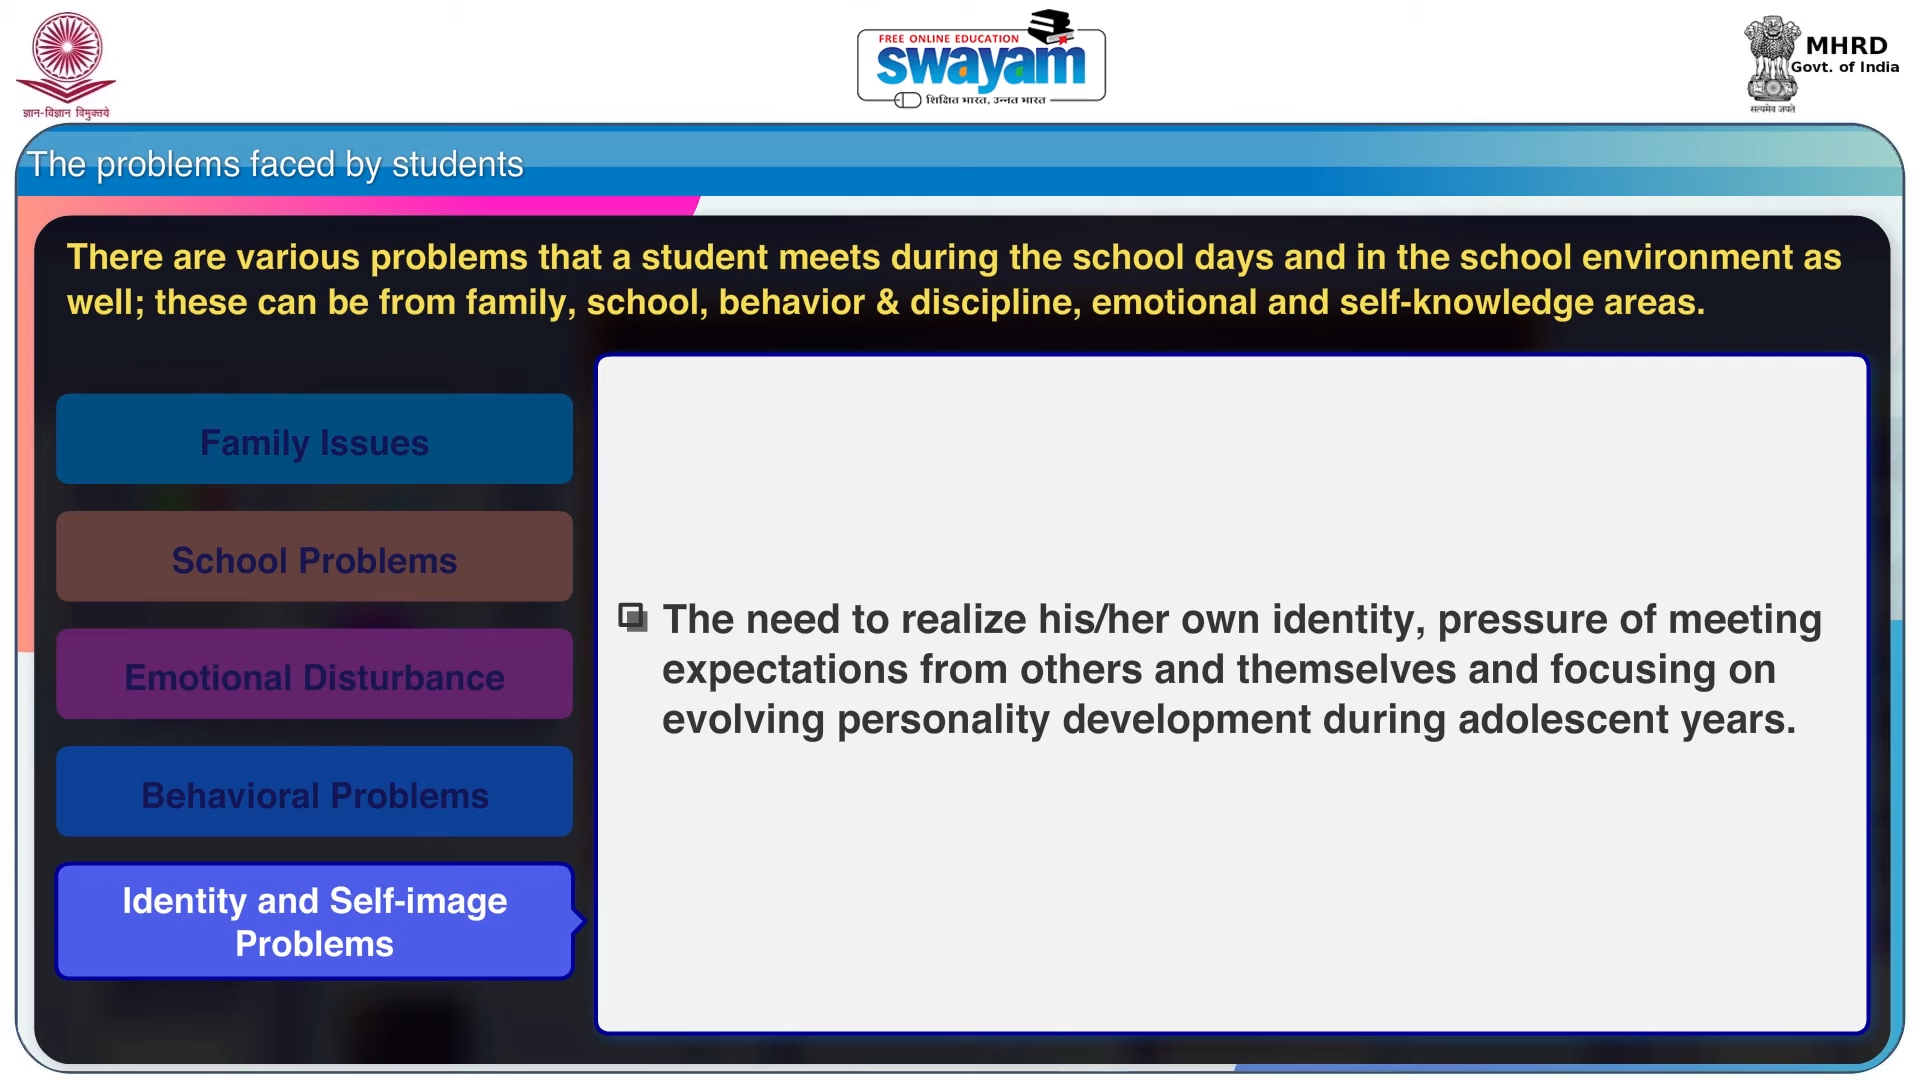 ज्ञान-विज्ञान विमुक्तये
FREE ONLINE EDUCATION
swayam
शिक्षित भारत, उन्नत भारत
MHRD
Govt. of India
सत्यमेव जयते
The problems faced by students
There are various problems that a student meets during the school days and in the school environment as
well; these can be from family, school, behavior & discipline, emotional and self-knowledge areas.
Family Issues
School Problems
Emotional Disturbance
Behavioral Problems
Identity and Self-image
Problems
The need to realize his/her own identity, pressure of meeting
expectations from others and themselves and focusing on
evolving personality development during adolescent years.